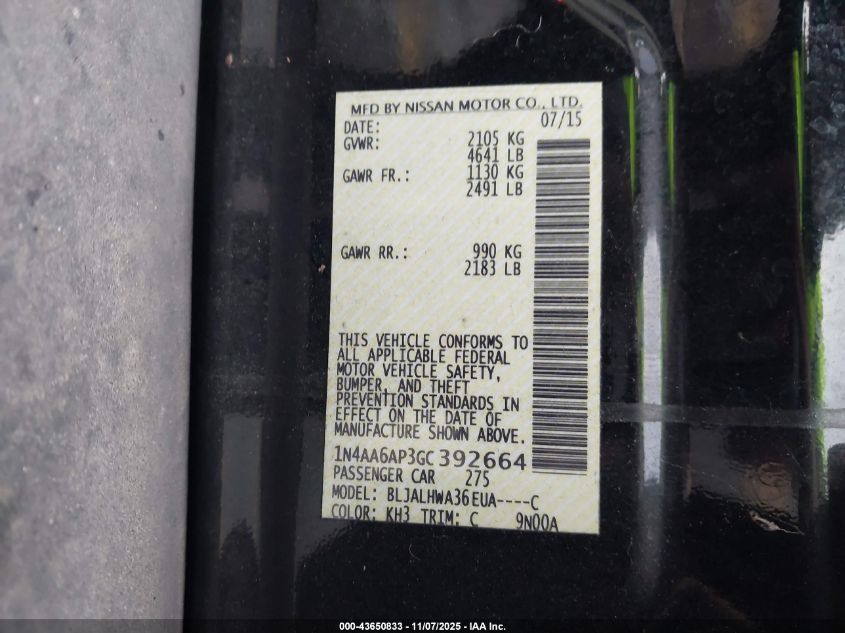 MFD BY NISSAN MOTOR CO., LTD.
DATE: 07/15
GVWR: 2105 KG
4641 LB
GAWR FR.: 1130 KG
2491 LB
GAWR RR.: 990 KG
2183 LB
THIS VEHICLE CONFORMS TO
ALL APPLICABLE FEDERAL
MOTOR VEHICLE SAFETY,
BUMPER, AND THEFT
PREVENTION STANDARDS IN
EFFECT ON THE DATE OF
MANUFACTURE SHOWN ABOVE.
1N4AA6AP3GC392664
PASSENGER CAR 275
MODEL: BLJALHWA36EUA----C
COLOR: KH3 TRIM: C 9N00A
000-43650833 - 11/07/2025 - IAA Inc.